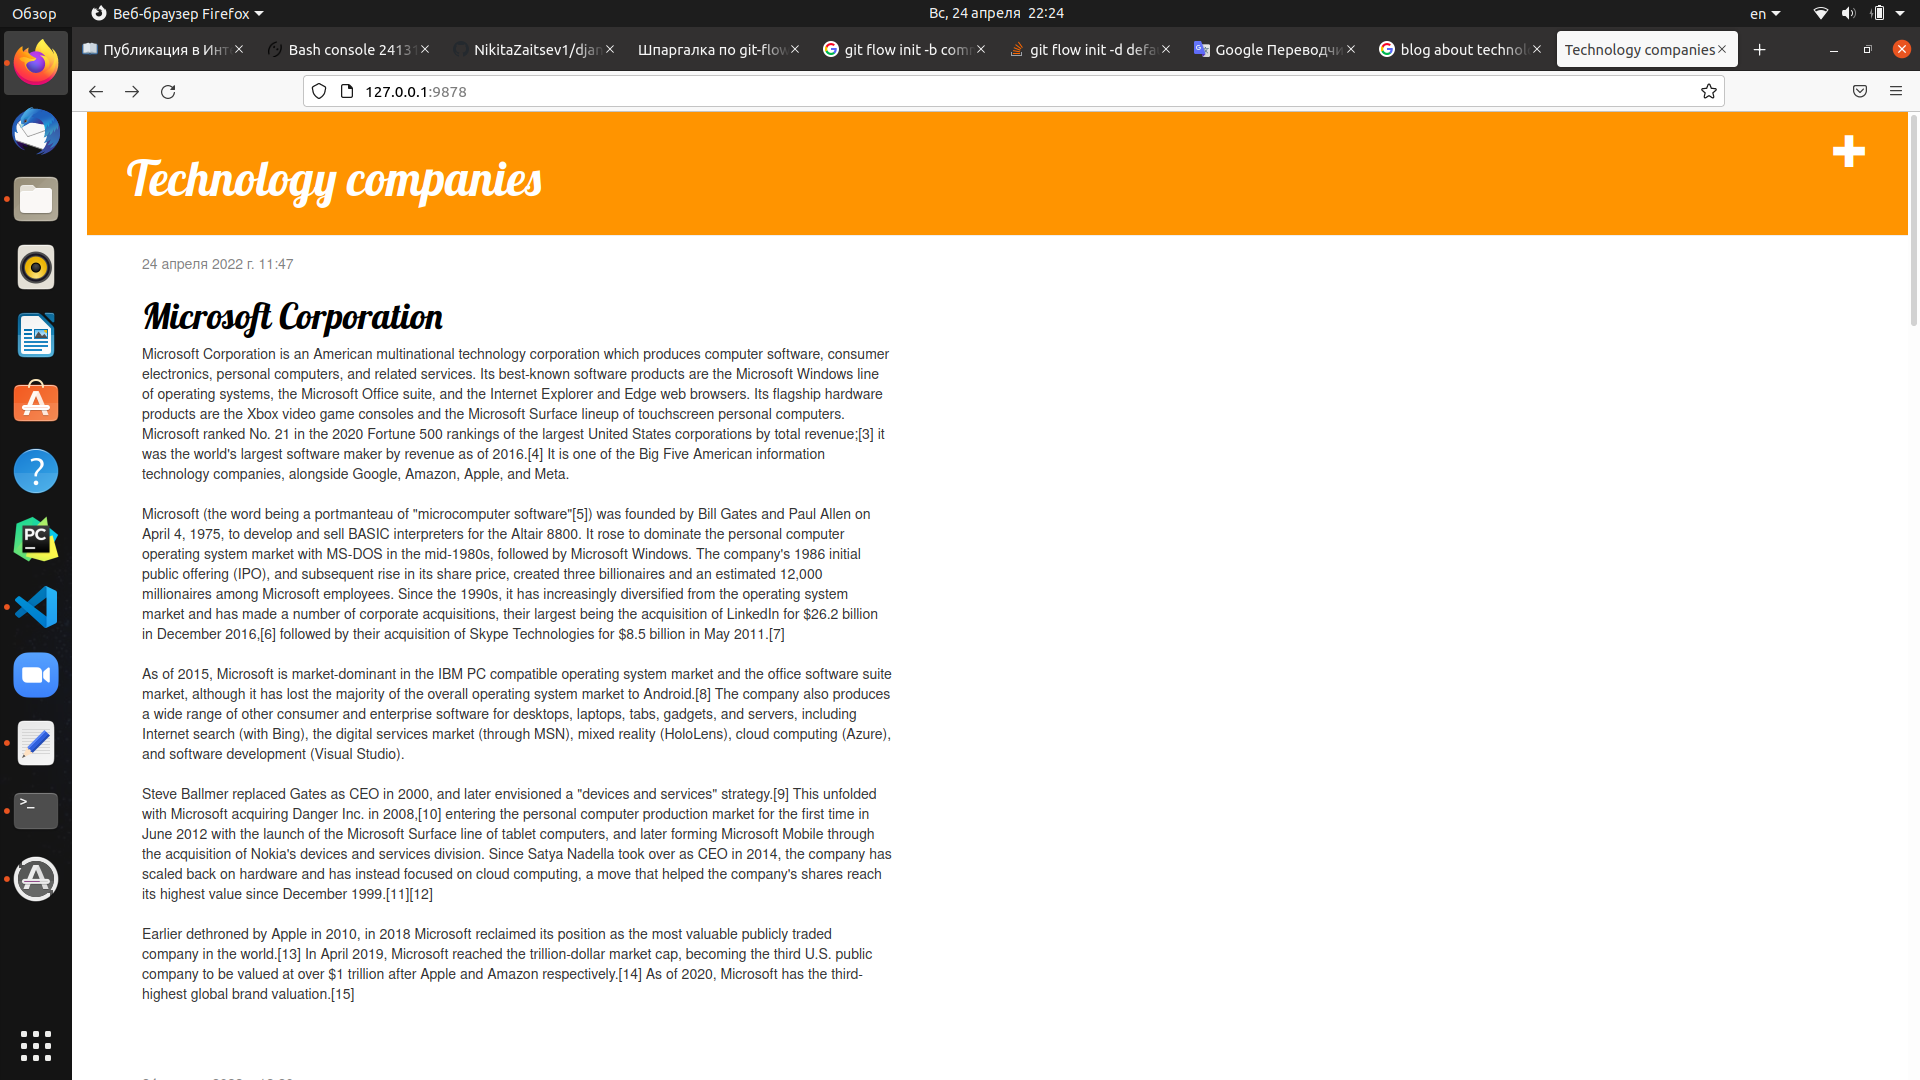 Обзор
Веб-браузер Firefox
Вс, 24 апреля 22:24
en
Публикация в Инт
Bash console 24131
NikitaZaitsev1/djan
Шпаргалка по git-flow
git flow init -b com
git flow init -d defa
Google Переводчи
blog about technol
Technology companies
127.0.0.1:9878
Technology companies
24 апреля 2022 г. 11:47
Microsoft Corporation
Microsoft Corporation is an American multinational technology corporation which produces computer software, consumer
electronics, personal computers, and related services. Its best-known software products are the Microsoft Windows line
of operating systems, the Microsoft Office suite, and the Internet Explorer and Edge web browsers. Its flagship hardware
products are the Xbox video game consoles and the Microsoft Surface lineup of touchscreen personal computers.
Microsoft ranked No. 21 in the 2020 Fortune 500 rankings of the largest United States corporations by total revenue;[3] it
was the world's largest software maker by revenue as of 2016.[4] It is one of the Big Five American information
technology companies, alongside Google, Amazon, Apple, and Meta.
Microsoft (the word being a portmanteau of "microcomputer software"[5]) was founded by Bill Gates and Paul Allen on
April 4, 1975, to develop and sell BASIC interpreters for the Altair 8800. It rose to dominate the personal computer
operating system market with MS-DOS in the mid-1980s, followed by Microsoft Windows. The company's 1986 initial
public offering (IPO), and subsequent rise in its share price, created three billionaires and an estimated 12,000
millionaires among Microsoft employees. Since the 1990s, it has increasingly diversified from the operating system
market and has made a number of corporate acquisitions, their largest being the acquisition of LinkedIn for $26.2 billion
in December 2016,[6] followed by their acquisition of Skype Technologies for $8.5 billion in May 2011.[7]
As of 2015, Microsoft is market-dominant in the IBM PC compatible operating system market and the office software suite
market, although it has lost the majority of the overall operating system market to Android.[8] The company also produces
a wide range of other consumer and enterprise software for desktops, laptops, tabs, gadgets, and servers, including
Internet search (with Bing), the digital services market (through MSN), mixed reality (HoloLens), cloud computing (Azure),
and software development (Visual Studio).
Steve Ballmer replaced Gates as CEO in 2000, and later envisioned a "devices and services" strategy.[9] This unfolded
with Microsoft acquiring Danger Inc. in 2008,[10] entering the personal computer production market for the first time in
June 2012 with the launch of the Microsoft Surface line of tablet computers, and later forming Microsoft Mobile through
the acquisition of Nokia's devices and services division. Since Satya Nadella took over as CEO in 2014, the company has
scaled back on hardware and has instead focused on cloud computing, a move that helped the company's shares reach
its highest value since December 1999.[11][12]
Earlier dethroned by Apple in 2010, in 2018 Microsoft reclaimed its position as the most valuable publicly traded
company in the world.[13] In April 2019, Microsoft reached the trillion-dollar market cap, becoming the third U.S. public
company to be valued at over $1 trillion after Apple and Amazon respectively.[14] As of 2020, Microsoft has the third-
highest global brand valuation.[15]